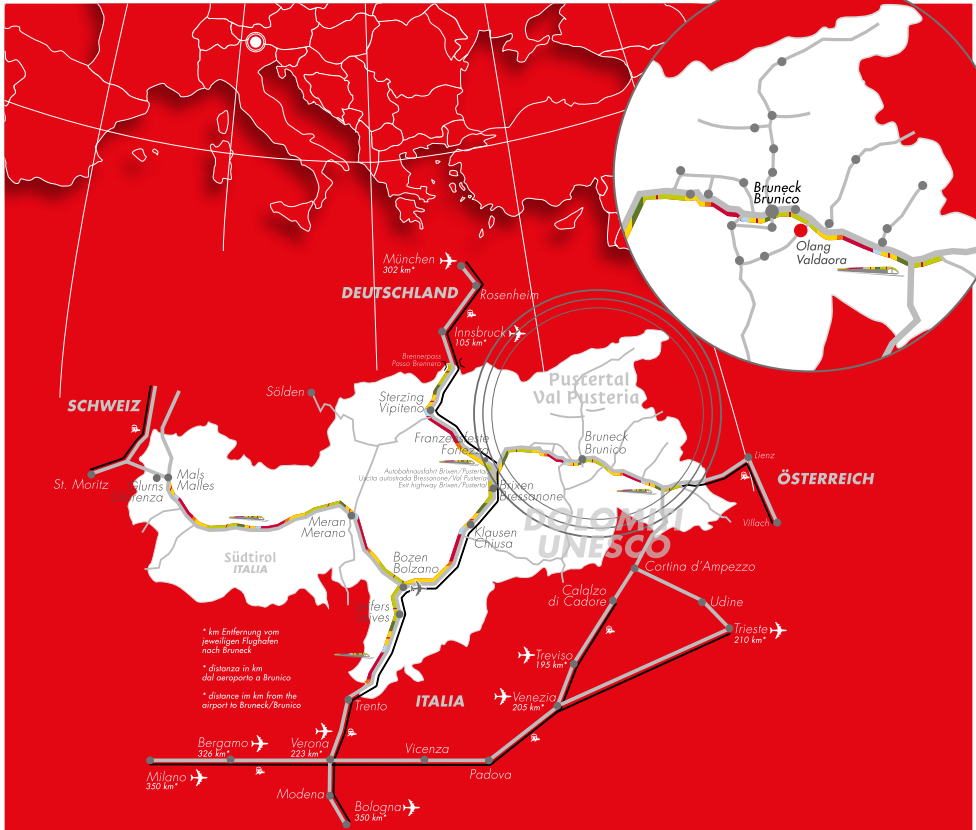 Bruneck
Brunico
Olang
Valdaora
München
302 km*
DEUTSCHLAND
Rosenheim
Innsbruck
105 km*
Brennerpass
Passo Brennero
Pustertal
Val Pusteria
Sölden
Sterzing
Vipiteno
SCHWEIZ
Franzensfeste
Fortezza
Bruneck
Brunico
Lienz
Autobahnausfahrt Brixen/Pustertal
Uscita autostrada Bressanone/Val Pusteria
Exit highway Brixen/Pustertal
ÖSTERREICH
St. Moritz
Mals
Malles
Brixen
Bressanone
Villach
Meran
Merano
DOLOMITI
UNESCO
Klausen
Chiusa
Südtirol
ITALIA
Bozen
Bolzano
Cortina d'Ampezzo
Calalzo
di Cadore
Udine
* km Entfernung vom
jeweiligen Flughafen
nach Bruneck
Trieste
210 km*
Treviso
195 km*
* distanza in km
dal aeroporto a Brunico
* distance im km from the
airport to Bruneck/Brunico
ITALIA
Venezia
205 km*
Trento
Bergamo
326 km*
Verona
223 km*
Vicenza
Milano
350 km*
Padova
Modena
Bologna
350 km*